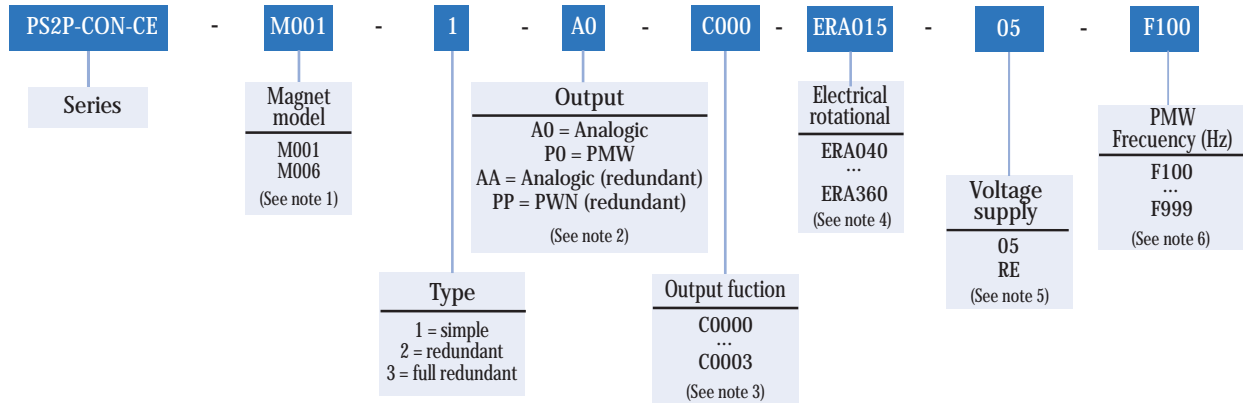 PS2P-CON-CE - M001 - 1 - A0 - C000 - ERA015 - 05 - F100
Series
Magnet
model
M001
M006
(See note 1)
Type
1 = simple
2 = redundant
3 = full redundant
Output
A0 = Analogic
P0 = PMW
AA = Analogic (redundant)
PP = PWN (redundant)
(See note 2)
Output fuction
C0000
...
C0003
(See note 3)
Electrical
rotational
ERA040
...
ERA360
(See note 4)
Voltage
supply
05
RE
(See note 5)
PMW
Frecuency (Hz)
F100
...
F999
(See note 6)